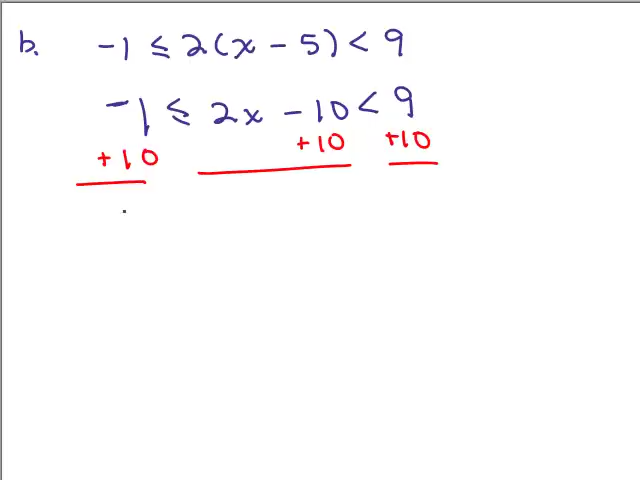 b. -1 ≤ 2(x - 5) < 9
-1 ≤ 2x - 10 < 9
+10 +10 +10